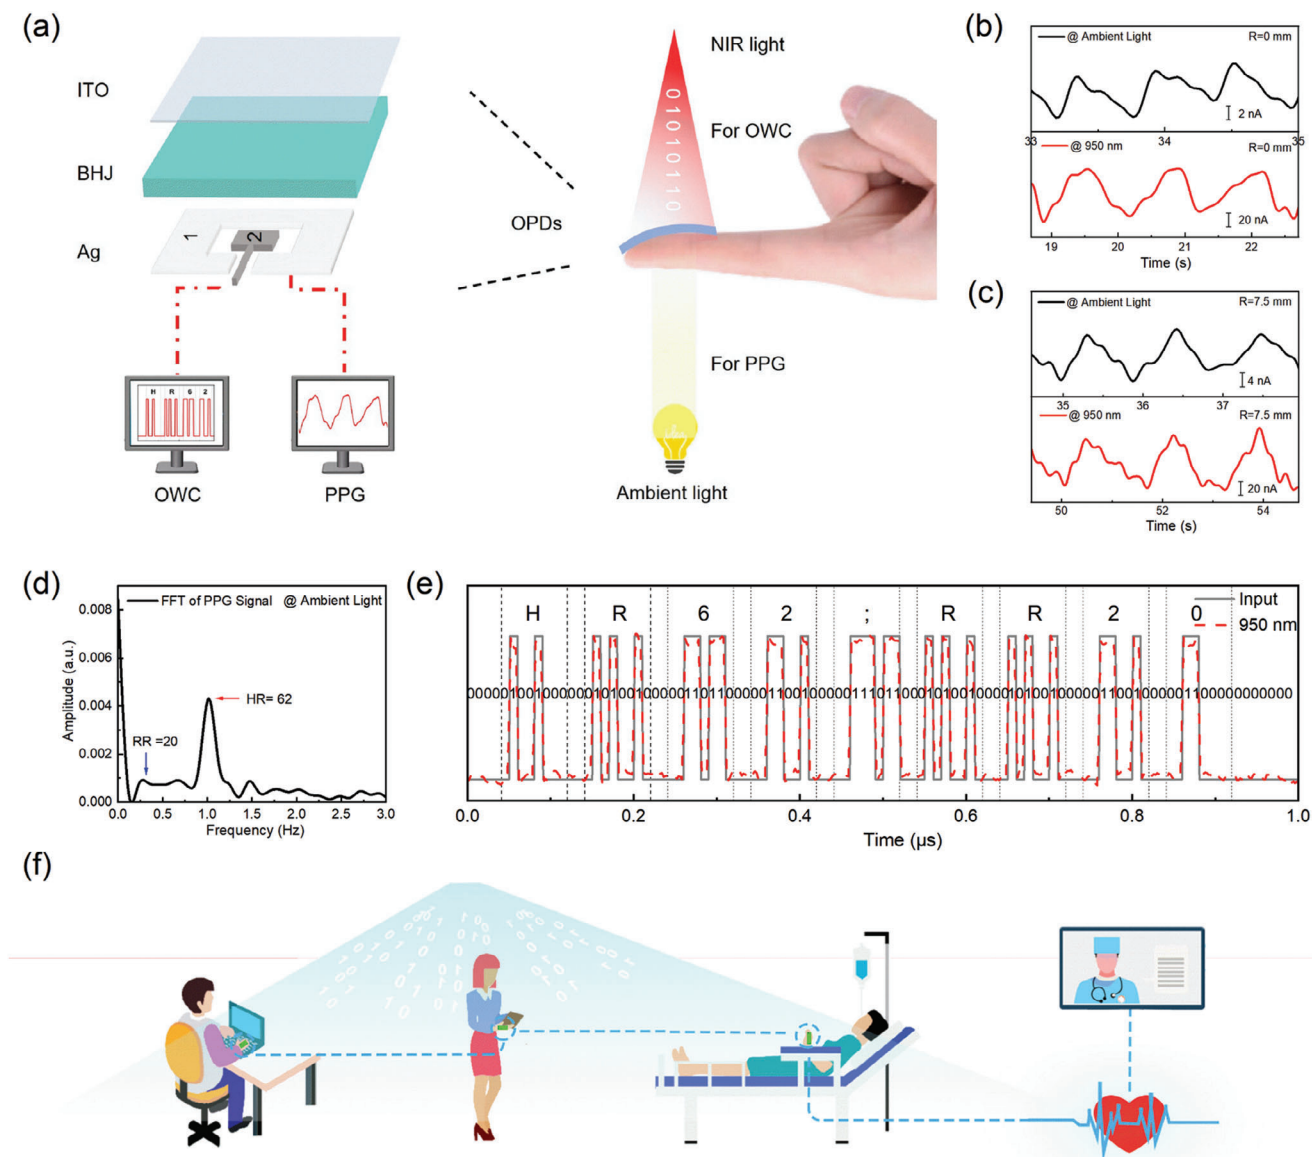 (a)
ITO
BHJ
Ag
1
2
H R 6 2
OWC
PPG
OPDs
NIR light
For OWC
01010110
For PPG
Ambient light
(b)
@ Ambient Light
R=0 mm
2 nA
33 34 35
@ 950 nm
R=0 mm
20 nA
19 20 21 22
Time (s)
(c)
@ Ambient Light
R=7.5 mm
4 nA
35 36 37
@ 950 nm
R=7.5 mm
20 nA
50 52 54
Time (s)
(d)
FFT of PPG Signal @ Ambient Light
HR= 62
RR =20
0.008
0.006
0.004
0.002
0.000
Amplitude (a.u.)
0.0 0.5 1.0 1.5 2.0 2.5 3.0
Frequency (Hz)
(e)
H R 6 2 ; R R 2 0
Input
950 nm
0.0 0.2 0.4 0.6 0.8 1.0
Time (μs)
(f)